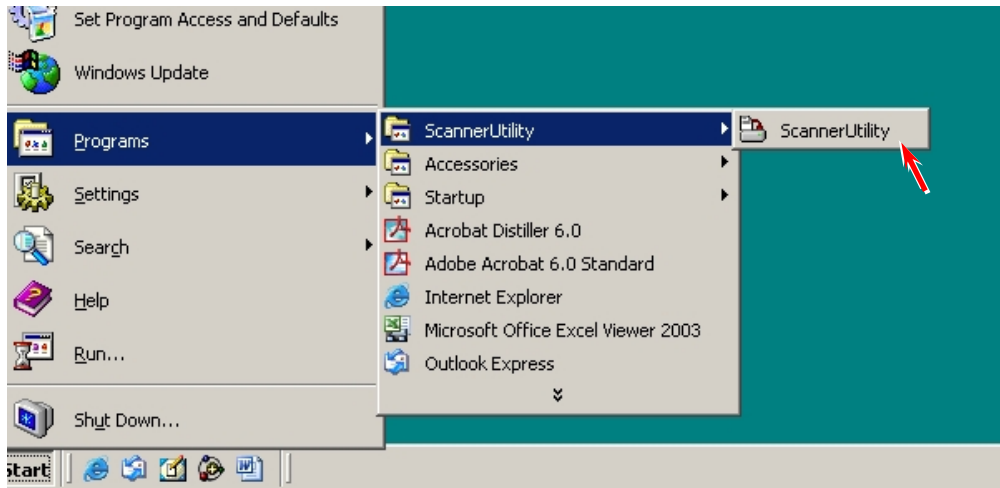 Set Program Access and Defaults
Windows Update
Programs
Settings
Search
Help
Run...
Shut Down...
ScannerUtility
Accessories
Startup
Acrobat Distiller 6.0
Adobe Acrobat 6.0 Standard
Internet Explorer
Microsoft Office Excel Viewer 2003
Outlook Express
ScannerUtility
Start